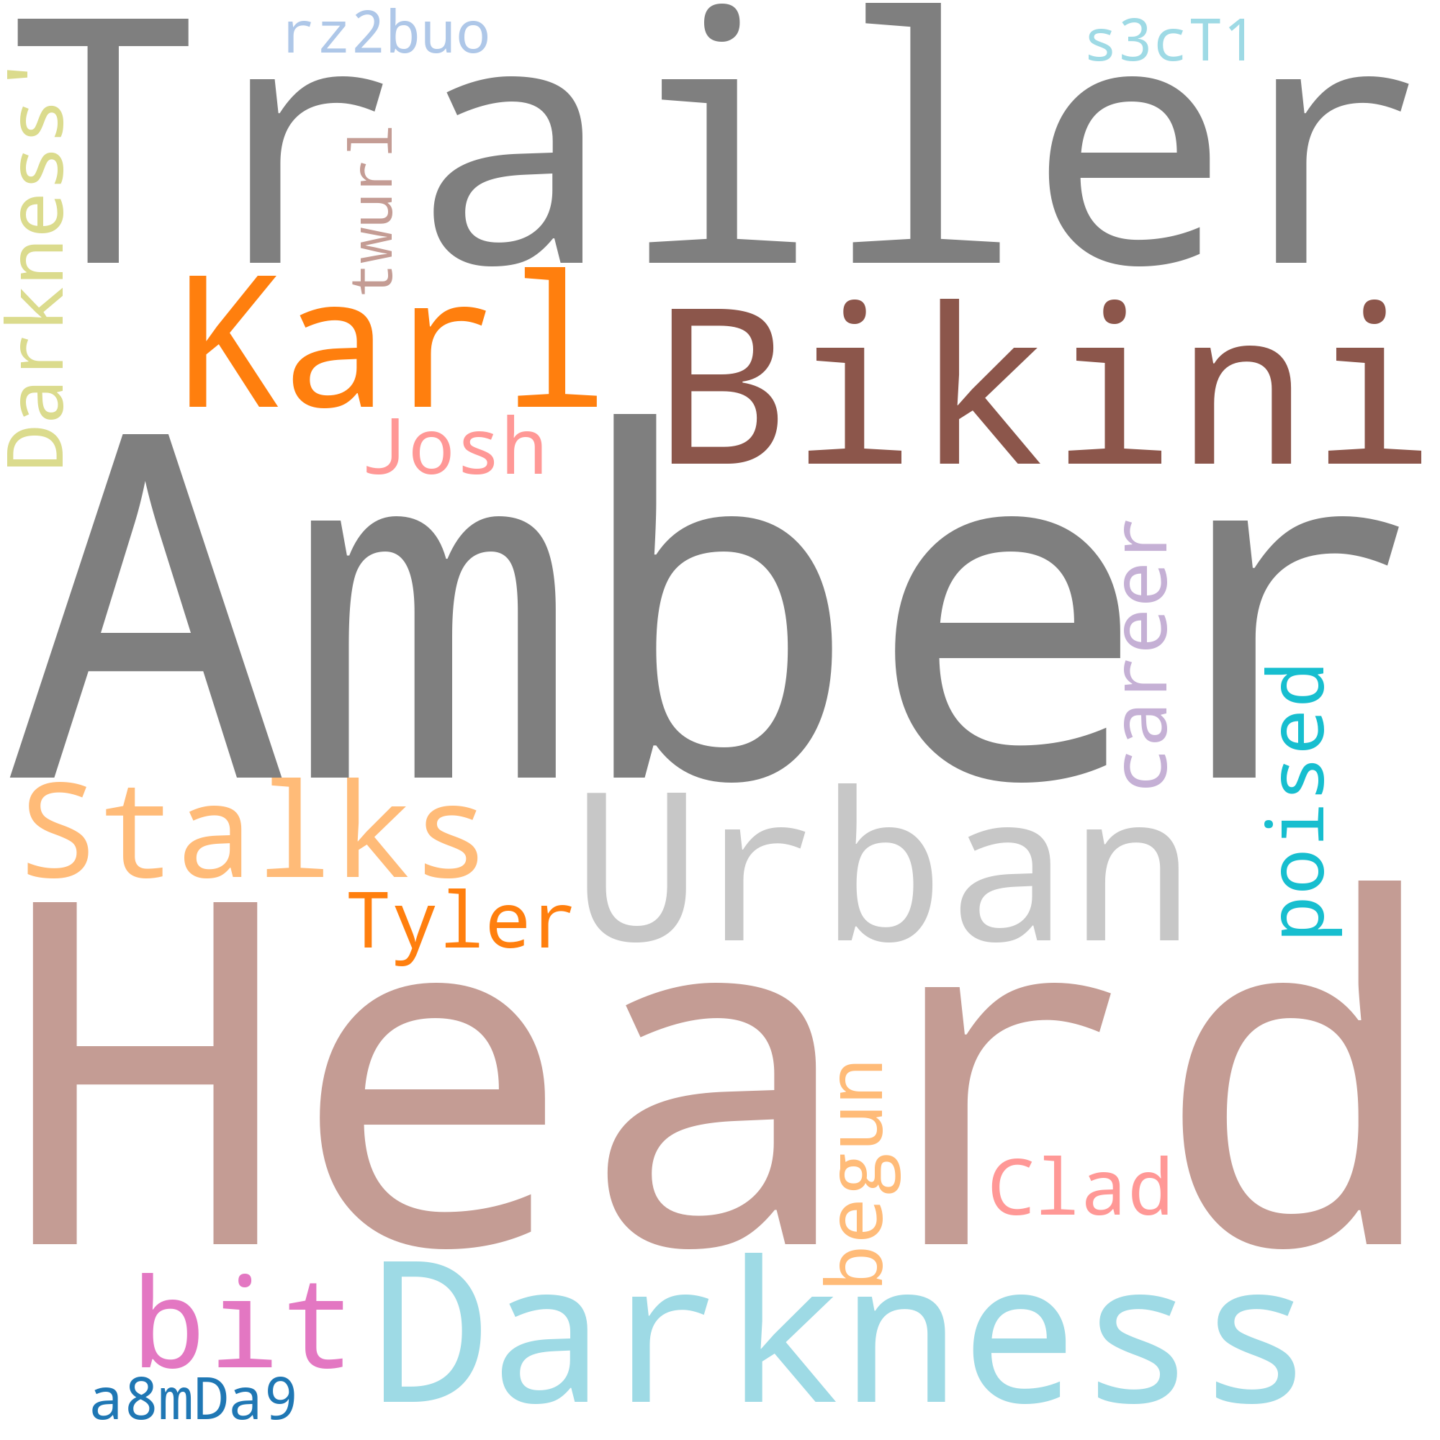 rz2buo
s3cT1
Trailer
Darkness'
twurl
Karl
Bikini
Josh
Amber
career
poised
Stalks
Urban
Tyler
Heard
begun
Clad
bit
Darkness
a8mDa9